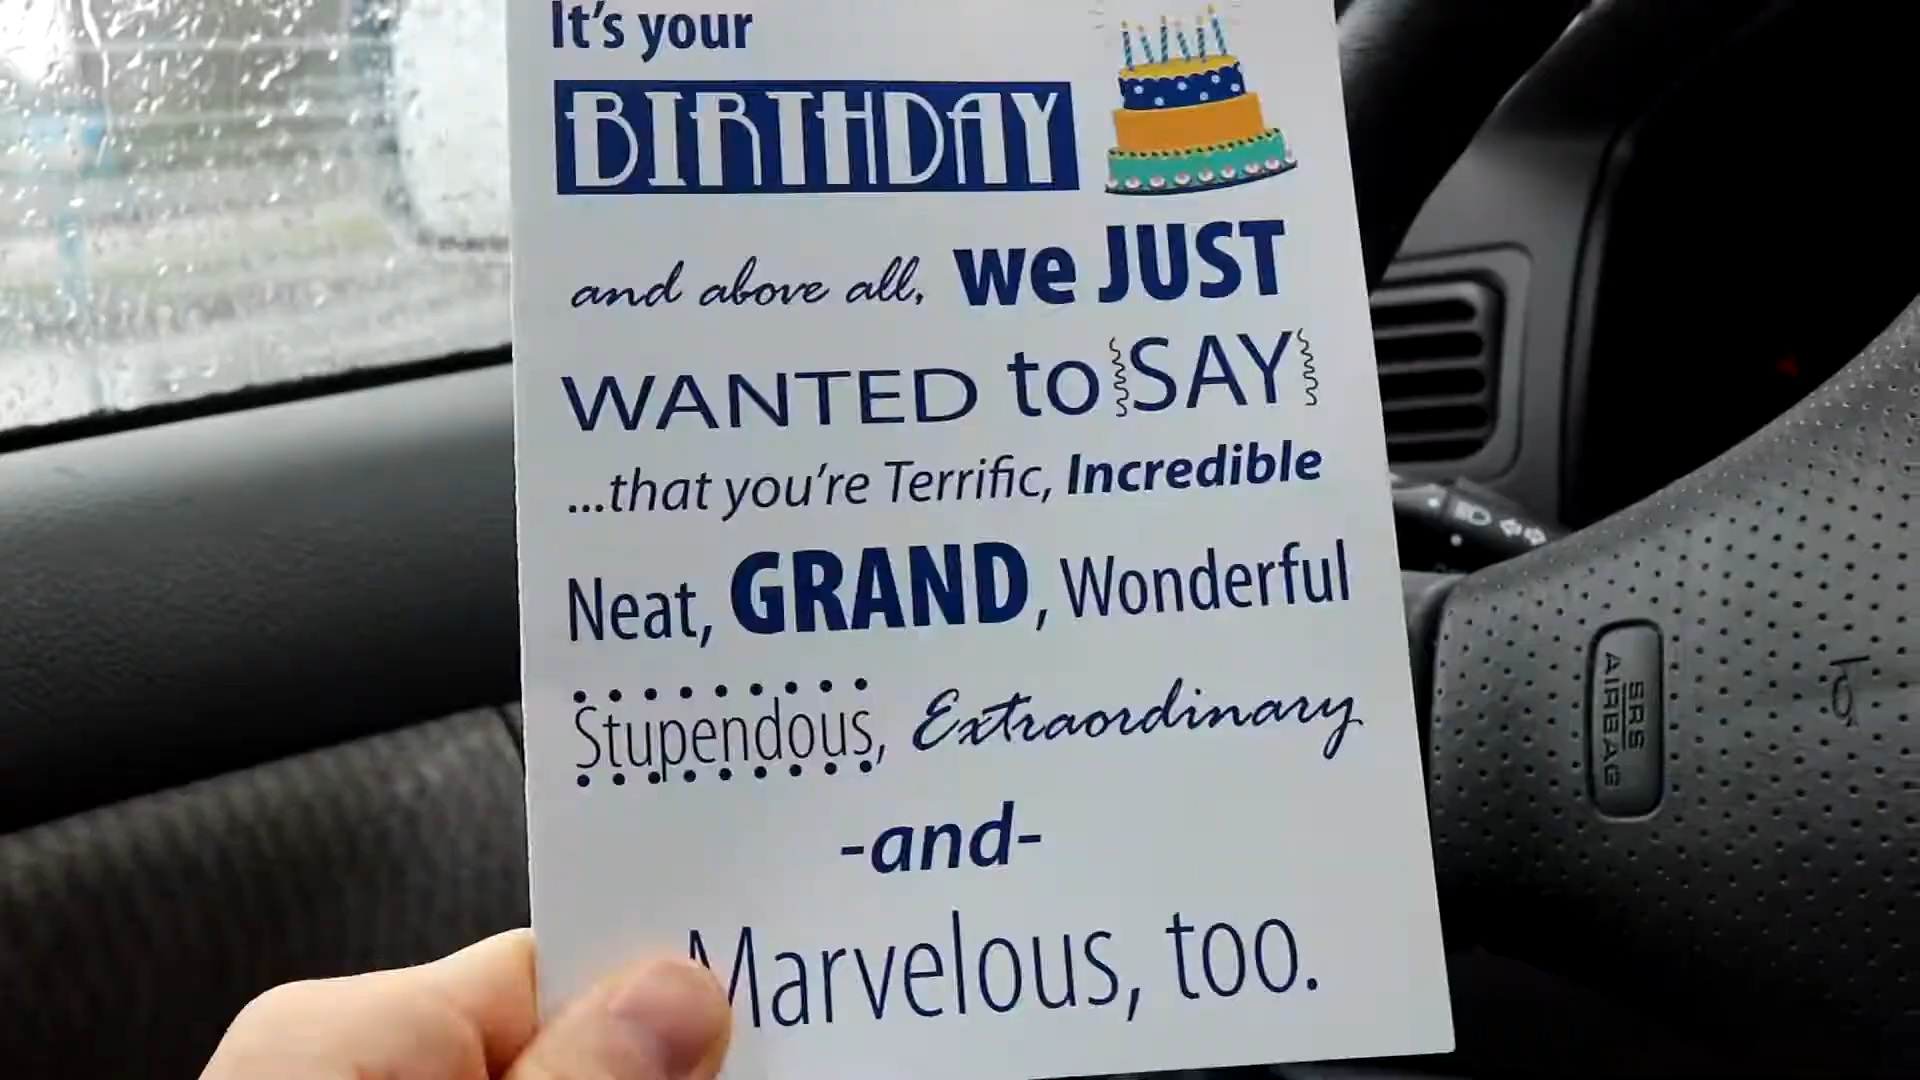 It's your
BIRTHDAY
and above all, we JUST
WANTED to SAY
...that you're Terrific, Incredible
Neat, GRAND, Wonderful
Stupendous, Extraordinary
-and-
Marvelous, too.
SRS
AIRBAG